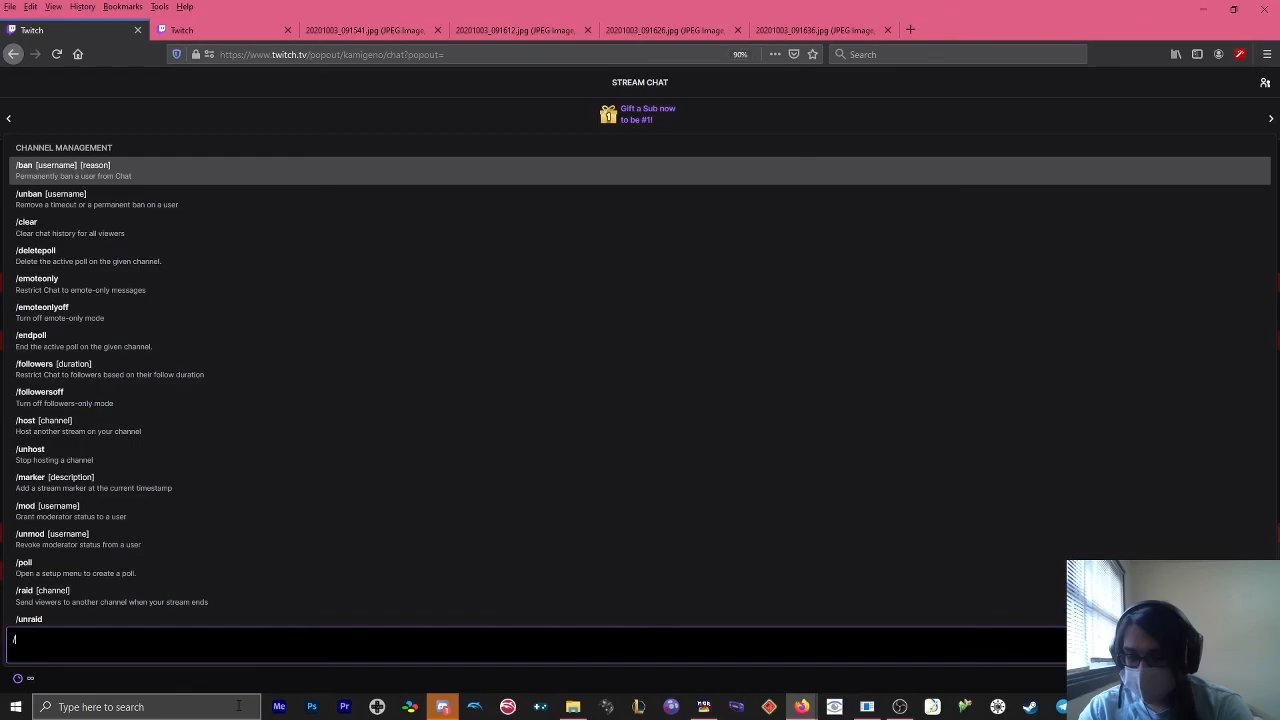 File Edit View History Bookmarks Tools Help
Twitch
Twitch
20201003_091541.jpg (JPEG Image,
20201003_091612.jpg (JPEG Image,
20201003_091626.jpg (JPEG Image,
20201003_091636.jpg (JPEG Image,
https://www.twitch.tv/popout/kamigeno/chat?popout=
90%
Search
STREAM CHAT
1
Gift a Sub now
to be #1!
CHANNEL MANAGEMENT
/ban [username] [reason]
Permanently ban a user from Chat
/unban [username]
Remove a timeout or a permanent ban on a user
/clear
Clear chat history for all viewers
/deletepoll
Delete the active poll on the given channel.
/emoteonly
Restrict Chat to emote-only messages
/emoteonlyoff
Turn off emote-only mode
/endpoll
End the active poll on the given channel.
/followers [duration]
Restrict Chat to followers based on their follow duration
/followersoff
Turn off followers-only mode
/host [channel]
Host another stream on your channel
/unhost
Stop hosting a channel
/marker [description]
Add a stream marker at the current timestamp
/mod [username]
Grant moderator status to a user
/unmod [username]
Revoke moderator status from a user
/poll
Open a setup menu to create a poll.
/raid [channel]
Send viewers to another channel when your stream ends
/unraid
/
∞
Type here to search
Me
Ps
Pr